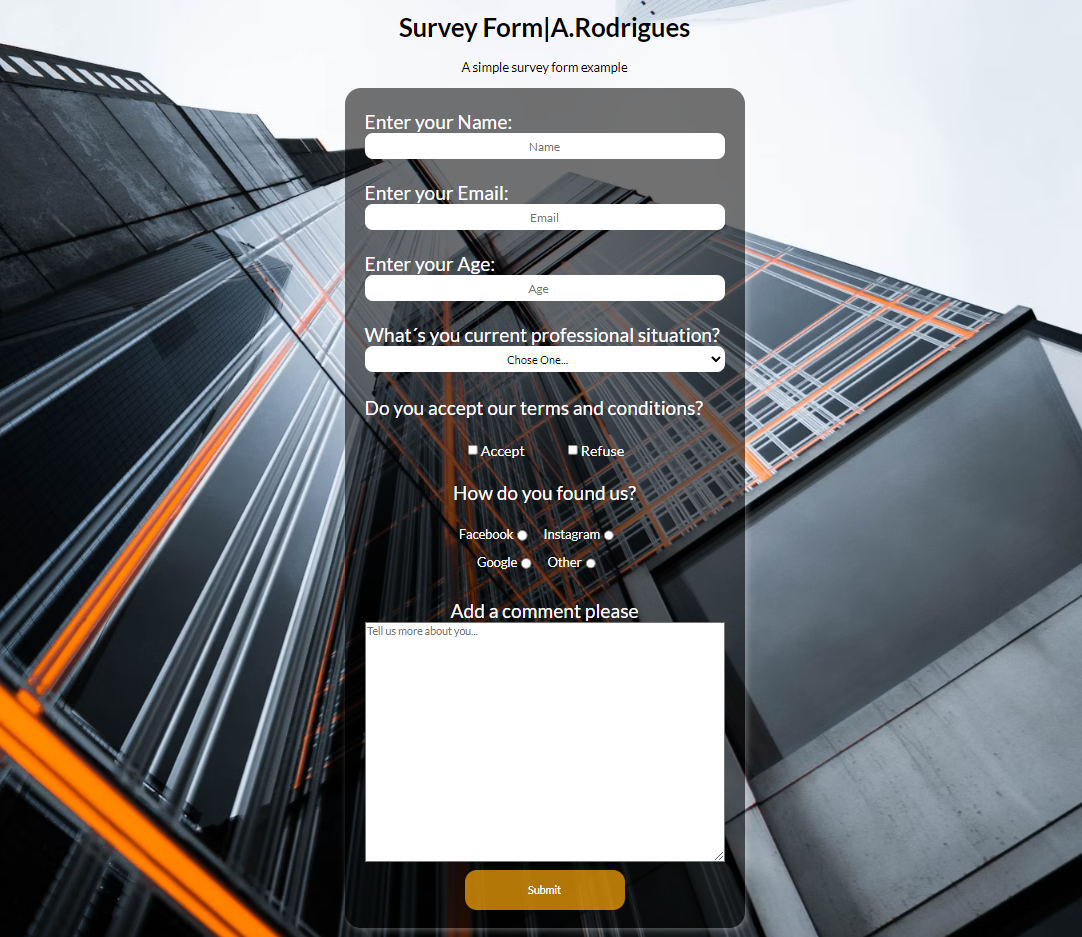 Survey Form|A.Rodrigues
A simple survey form example
Enter your Name:
Name
Enter your Email:
Email
Enter your Age:
Age
What´s you current professional situation?
Chose One...
Do you accept our terms and conditions?
Accept Refuse
How do you found us?
Facebook Instagram
Google Other
Add a comment please
Tell us more about you...
Submit